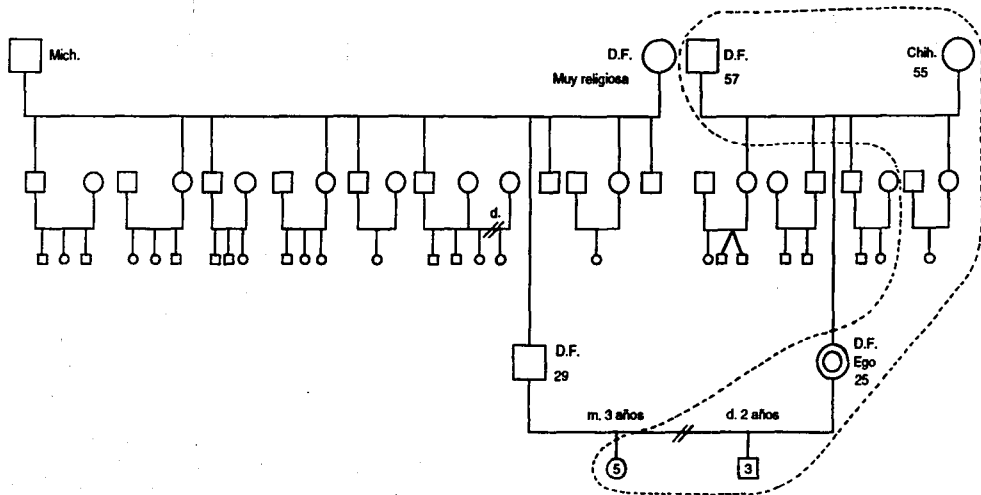 Mich.
D.F.
Muy religiosa
D.F.
57
Chih.
55
d.
D.F.
29
D.F.
Ego
25
m. 3 años
d. 2 años
5
3